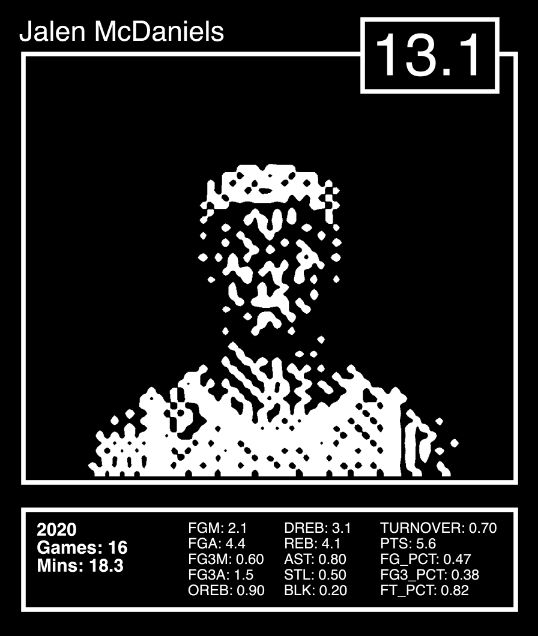 Jalen McDaniels
13.1
2020
Games: 16
Mins: 18.3
FGM: 2.1
FGA: 4.4
FG3M: 0.60
FG3A: 1.5
OREB: 0.90
DREB: 3.1
REB: 4.1
AST: 0.80
STL: 0.50
BLK: 0.20
TURNOVER: 0.70
PTS: 5.6
FG_PCT: 0.47
FG3_PCT: 0.38
FT_PCT: 0.82